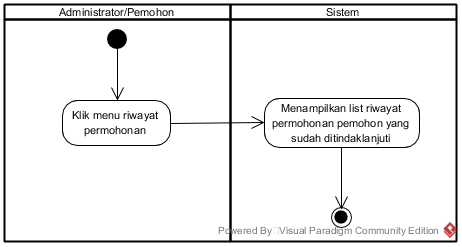 Administrator/Pemohon
Sistem
Klik menu riwayat
permohonan
Menampilkan list riwayat
permohonan pemohon yang
sudah ditindaklanjuti
Powered By Visual Paradigm Community Edition